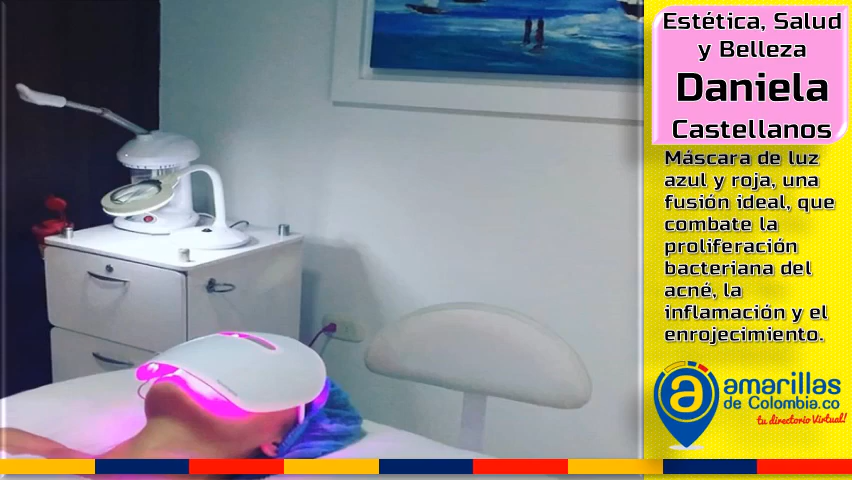 Estética, Salud
y Belleza
Daniela
Castellanos
Máscara de luz
azul y roja, una
fusión ideal, que
combate la
proliferación
bacteriana del
acné, la
inflamación y el
enrojecimiento.
amarillas
de Colombia.co
tu directorio Virtual!